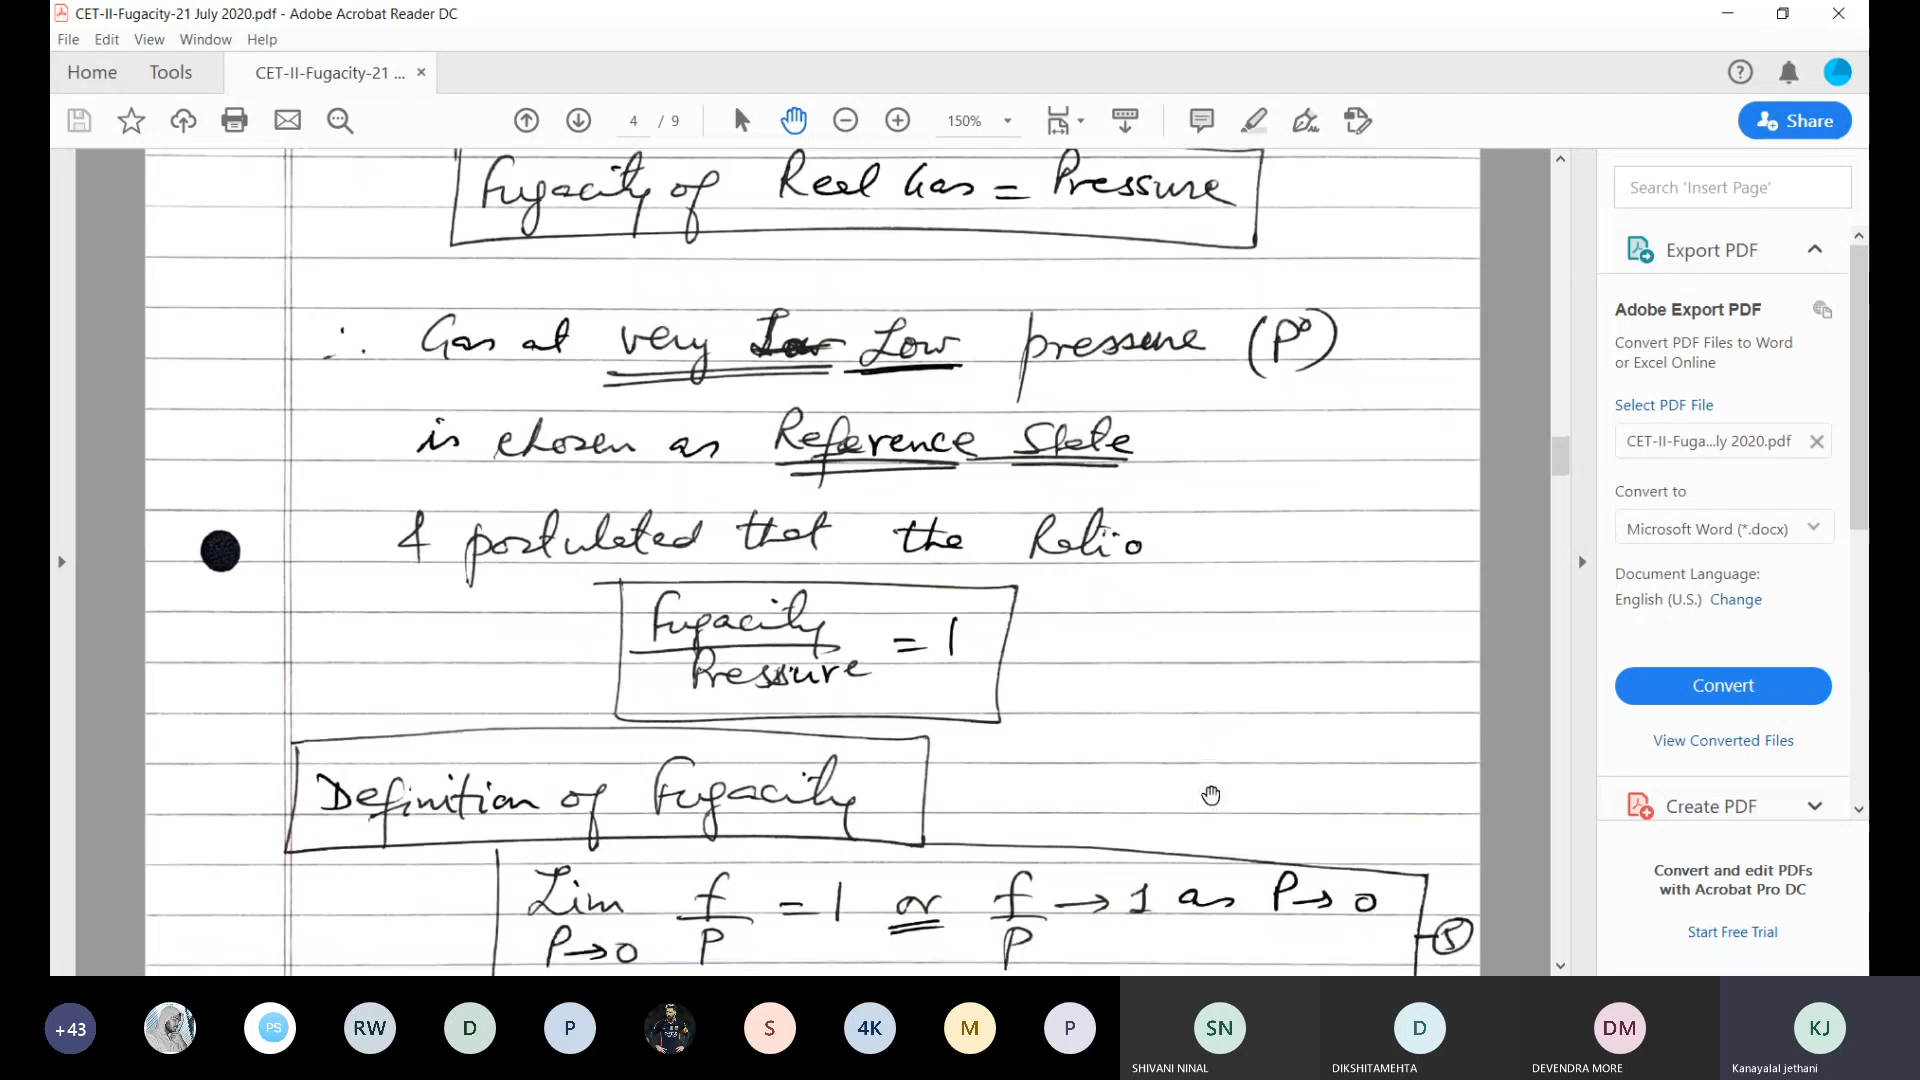 CET-II-Fugacity-21 July 2020.pdf - Adobe Acrobat Reader DC
File Edit View Window Help
Home Tools CET-II-Fugacity-21 ... ×
4 / 9 150% Share
Fugacity of Real Gas = Pressure
∴ Gas at very Low pressure (P°)
is chosen as Reference State
& postulated that the Ratio
Fugacity
= 1
Pressure
Definition of Fugacity
Lim f/P = 1 or f/P → 1 as P→0
P→0
5
Search 'Insert Page'
Export PDF
Adobe Export PDF
Convert PDF Files to Word
or Excel Online
Select PDF File
CET-II-Fuga...ly 2020.pdf
Convert to
Microsoft Word (*.docx)
Document Language:
English (U.S.) Change
Convert
View Converted Files
Create PDF
Convert and edit PDFs
with Acrobat Pro DC
Start Free Trial
+43 PS RW D P S 4K M P SN D DM KJ
SHIVANI NINAL DIKSHITAMEHTA DEVENDRA MORE Kanayalal jethani